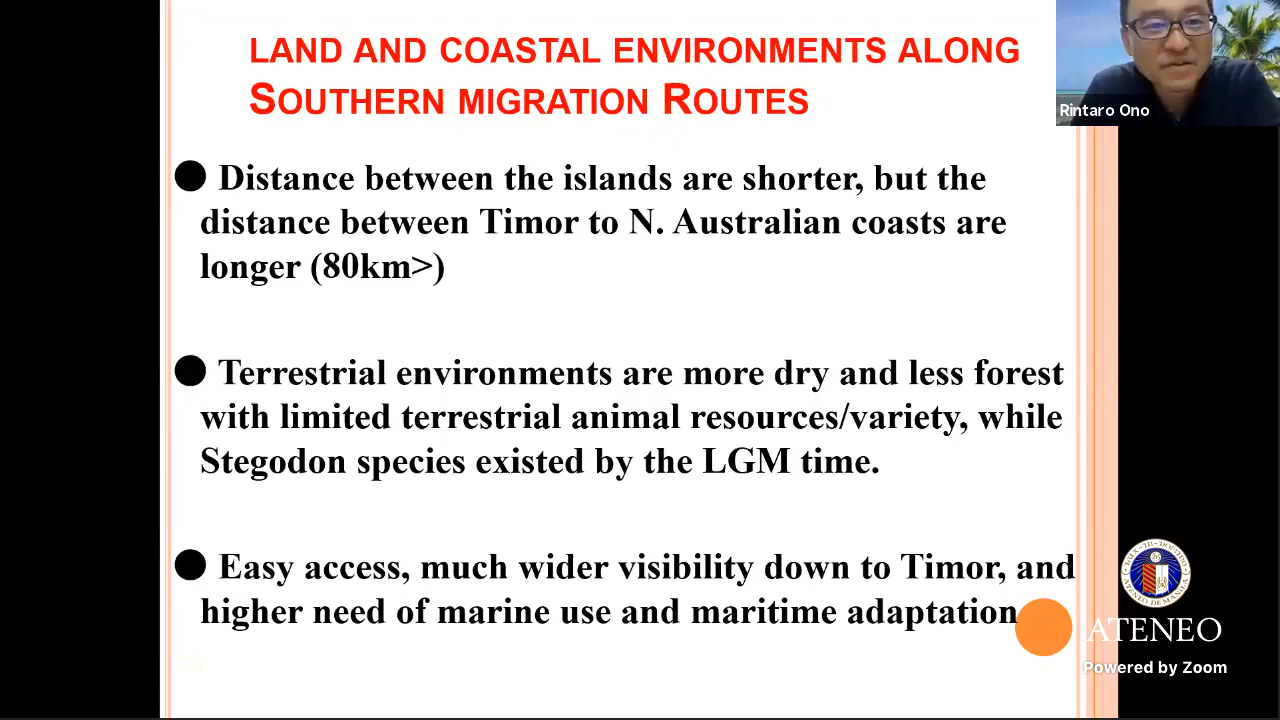 LAND AND COASTAL ENVIRONMENTS ALONG
SOUTHERN MIGRATION ROUTES
Rintaro Ono
● Distance between the islands are shorter, but the
distance between Timor to N. Australian coasts are
longer (80km>)
● Terrestrial environments are more dry and less forest
with limited terrestrial animal resources/variety, while
Stegodon species existed by the LGM time.
● Easy access, much wider visibility down to Timor, and
higher need of marine use and maritime adaptation
ATENEO
Powered by Zoom